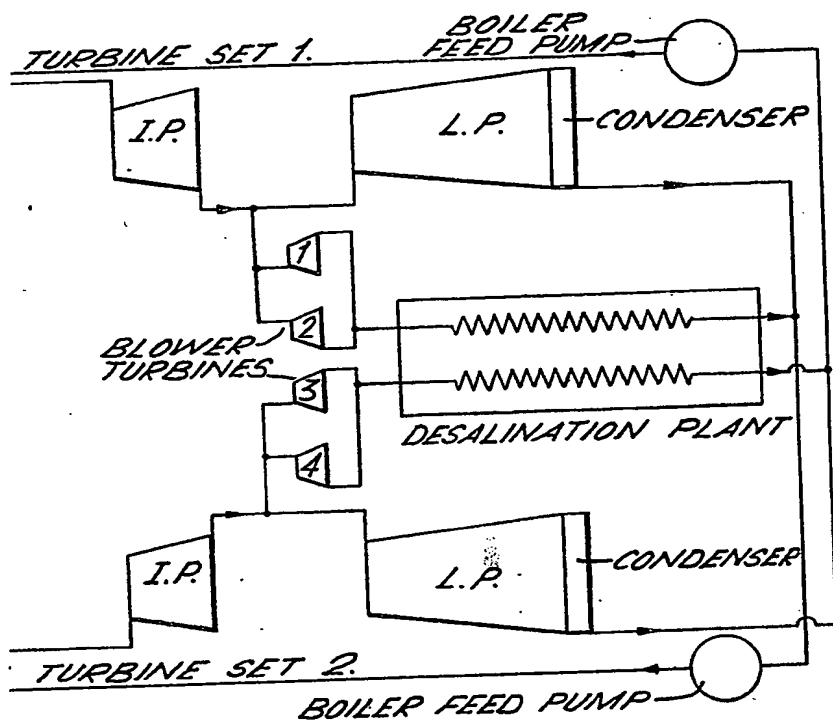 BOILER
FEED PUMP
TURBINE SET 1.
I.P.
L.P.
CONDENSER
1
2
BLOWER
TURBINES
3
4
DESALINATION PLANT
I.P.
L.P.
CONDENSER
TURBINE SET 2.
BOILER FEED PUMP